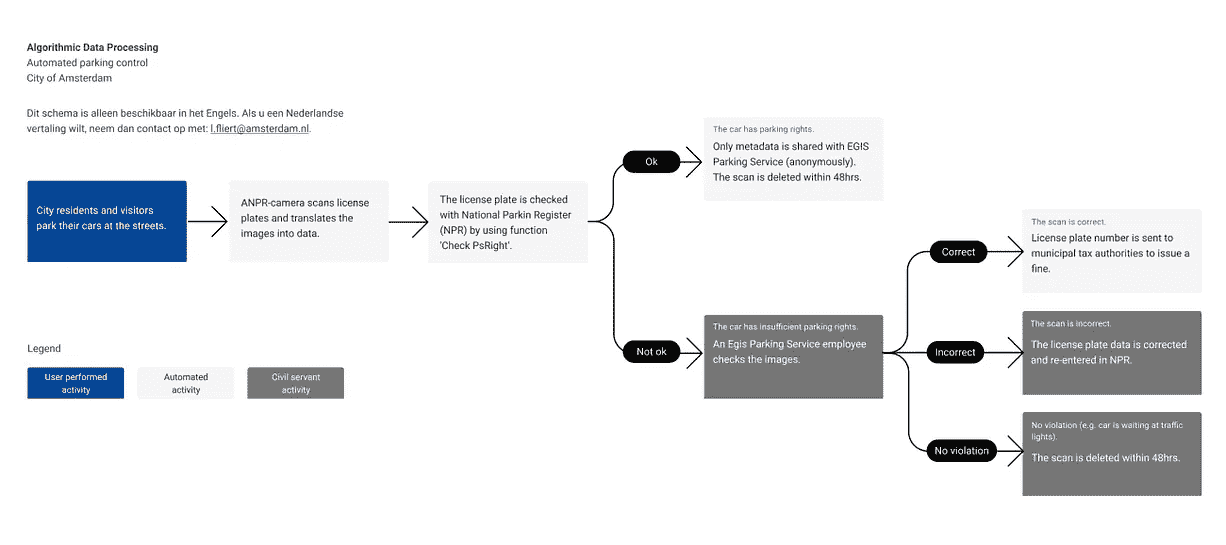 Algorithmic Data Processing
Automated parking control
City of Amsterdam
Dit schema is alleen beschikbaar in het Engels. Als u een Nederlandse
vertaling wilt, neem dan contact op met: l.fliert@amsterdam.nl.
City residents and visitors
park their cars at the streets.
ANPR-camera scans license
plates and translates the
images into data.
The license plate is checked
with National Parkin Register
(NPR) by using function
'Check PsRight'.
Ok
The car has parking rights.
Only metadata is shared with EGIS
Parking Service (anonymously).
The scan is deleted within 48hrs.
Not ok
The car has insufficient parking rights.
An Egis Parking Service employee
checks the images.
Correct
The scan is correct.
License plate number is sent to
municipal tax authorities to issue a
fine.
Incorrect
The scan is incorrect.
The license plate data is corrected
and re-entered in NPR.
No violation
No violation (e.g. car is waiting at traffic
lights).
The scan is deleted within 48hrs.
Legend
User performed
activity
Automated
activity
Civil servant
activity